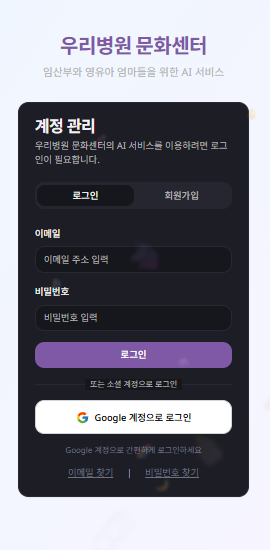 우리병원 문화센터
임산부와 영유아 엄마들을 위한 AI 서비스
계정 관리
우리병원 문화센터의 AI 서비스를 이용하려면 로그
인이 필요합니다.
로그인 회원가입
이메일
이메일 주소 입력
비밀번호
비밀번호 입력
로그인
또는 소셜 계정으로 로그인
Google 계정으로 로그인
Google 계정으로 간편하게 로그인하세요
이메일 찾기 | 비밀번호 찾기